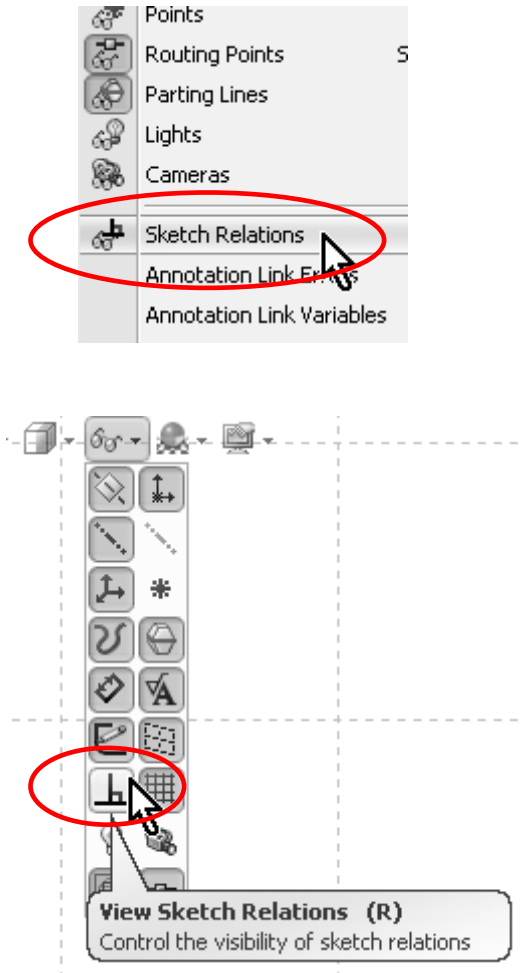 Points
Routing Points S
Parting Lines
Lights
Cameras
Sketch Relations
Annotation Link Errors
Annotation Link Variables
View Sketch Relations (R)
Control the visibility of sketch relations